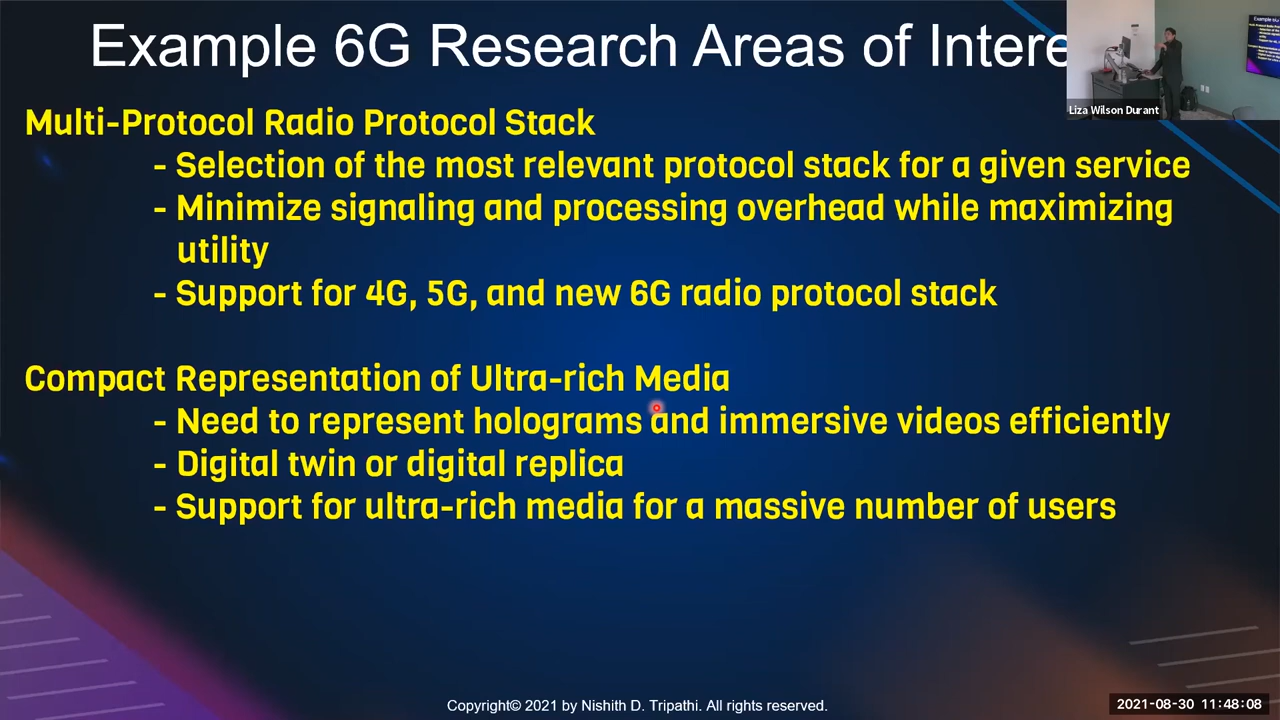 Example 6G Research Areas of Intere
Liza Wilson Durant
Multi-Protocol Radio Protocol Stack
- Selection of the most relevant protocol stack for a given service
- Minimize signaling and processing overhead while maximizing
utility
- Support for 4G, 5G, and new 6G radio protocol stack
Compact Representation of Ultra-rich Media
- Need to represent holograms and immersive videos efficiently
- Digital twin or digital replica
- Support for ultra-rich media for a massive number of users
Copyright© 2021 by Nishith D. Tripathi. All rights reserved.
2021-08-30 11:48:08